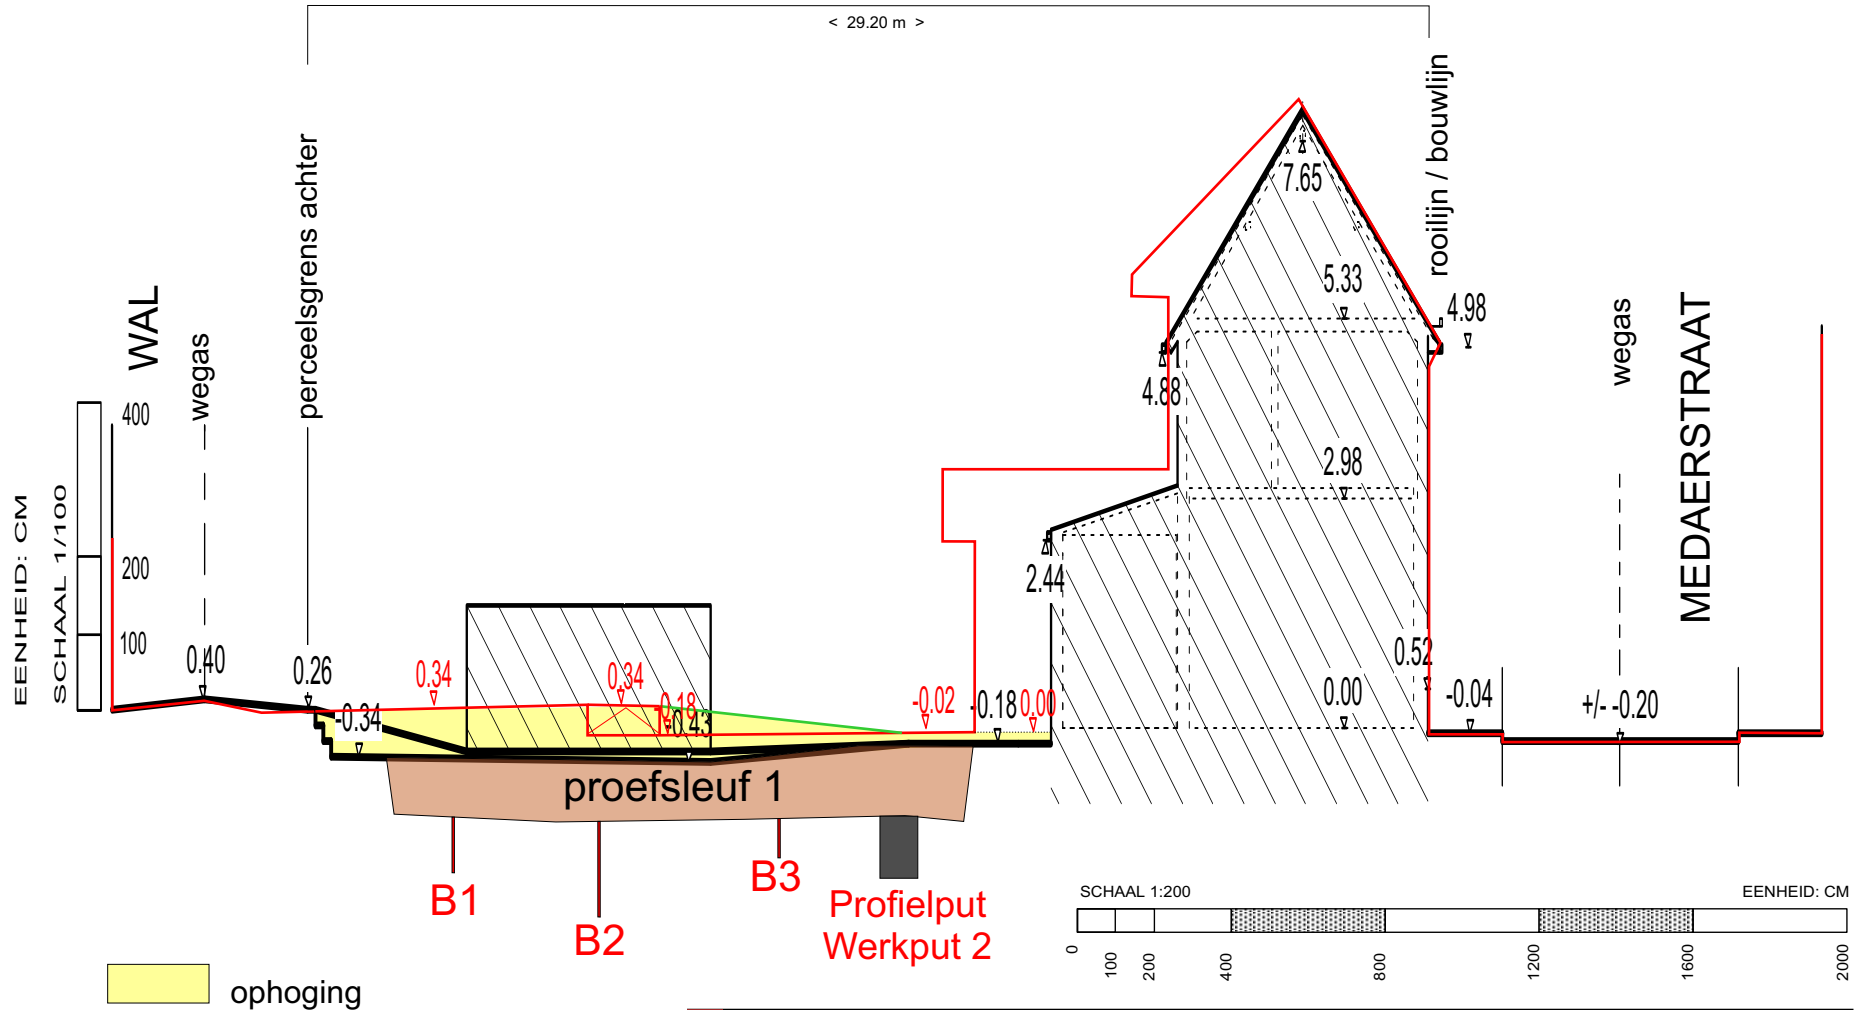 < 29.20 m >
rooilijn / bouwlijn
perceelsgrens achter
7.65
5.33
4.98
WAL
wegas
wegas
MEDAERSTRAAT
4.88
400
2.98
EENHEID: CM
SCHAAL 1/100
200
2.44
100
0.40
0.26
0.34
0.34
0.52
-0.34
-0.18
-0.43
-0.02
-0.18
0.00
0.00
-0.04
+/- -0.20
proefsleuf 1
B1
B2
B3
Profielput
Werkput 2
SCHAAL 1:200
EENHEID: CM
0
100
200
400
800
1200
1600
2000
ophoging